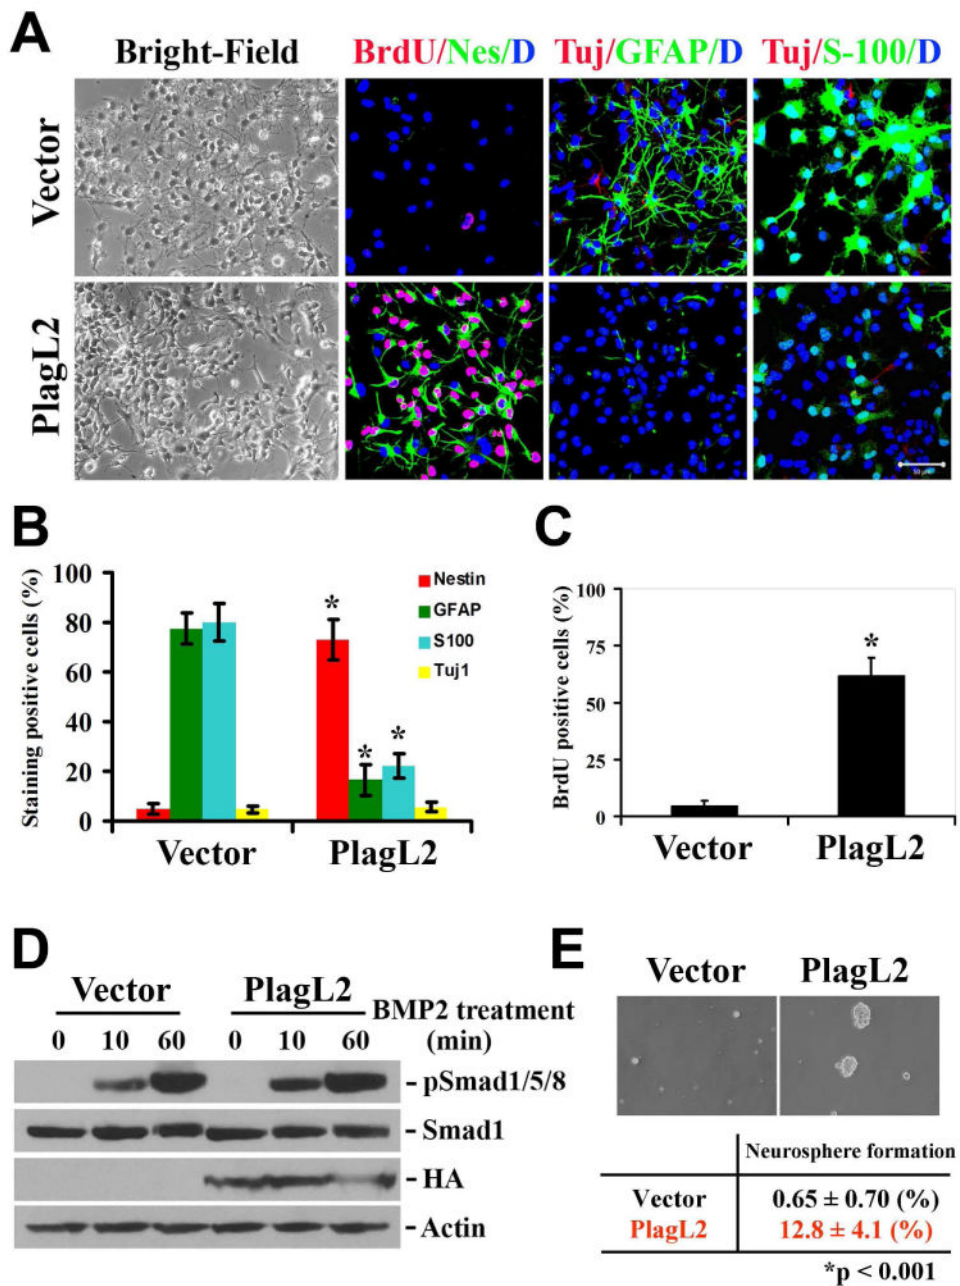 A
Bright-Field
BrdU/Nes/D
Tuj/GFAP/D
Tuj/S-100/D
Vector
PlagL2
50 µm
B
Staining positive cells (%)
100
80
60
40
20
0
Nestin
GFAP
S100
Tuj1
*
*
*
Vector
PlagL2
C
BrdU positive cells (%)
100
75
50
25
0
*
Vector
PlagL2
D
Vector
PlagL2
BMP2 treatment
0 10 60 0 10 60 (min)
- pSmad1/5/8
- Smad1
- HA
- Actin
E
Vector PlagL2
Neurosphere formation
Vector 0.65 ± 0.70 (%)
PlagL2 12.8 ± 4.1 (%)
*p < 0.001